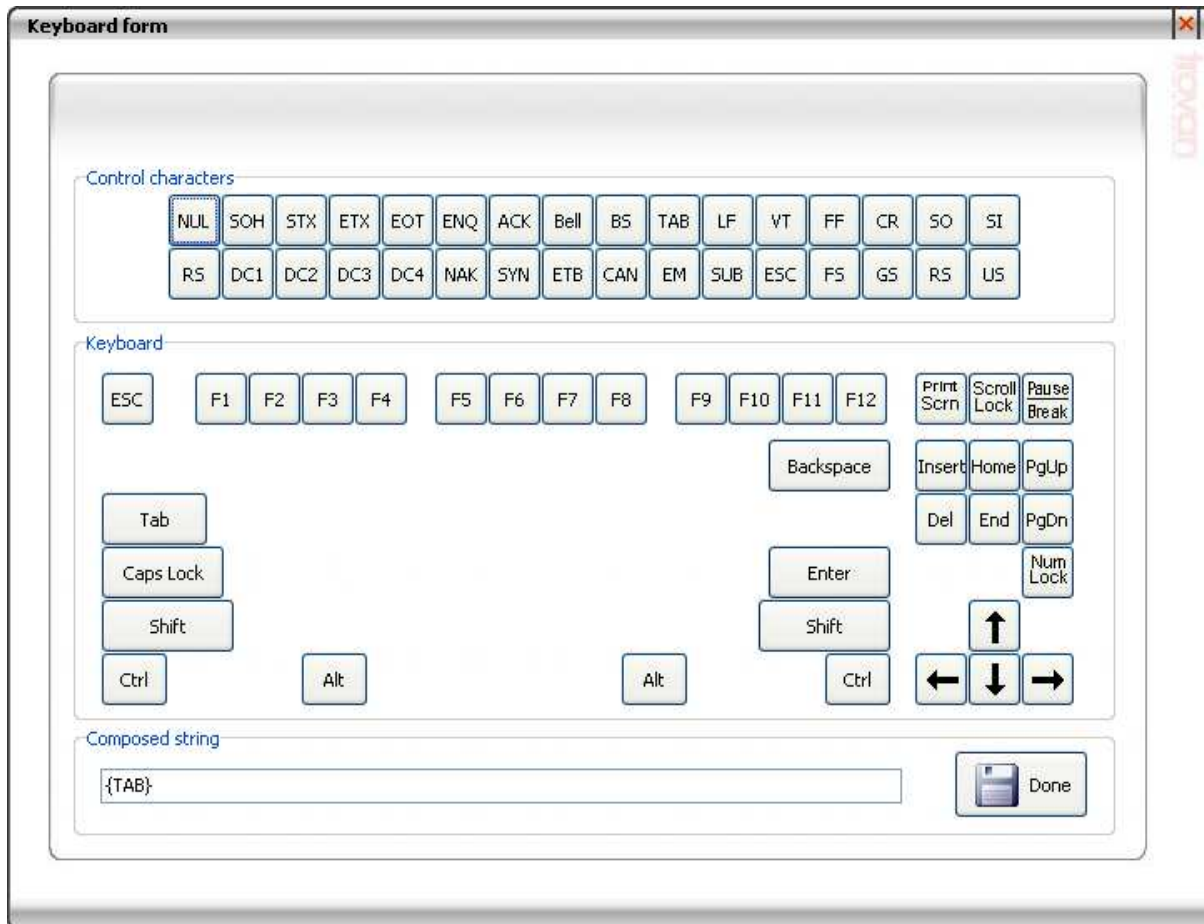 Keyboard form
trovan
Control characters
NUL SOH STX ETX EOT ENQ ACK Bell BS TAB LF VT FF CR SO SI
RS DC1 DC2 DC3 DC4 NAK SYN ETB CAN EM SUB ESC FS GS RS US
Keyboard
ESC F1 F2 F3 F4 F5 F6 F7 F8 F9 F10 F11 F12 Print Scrn Scroll Lock Pause Break
Backspace Insert Home PgUp
Tab Del End PgDn
Caps Lock Enter Num Lock
Shift Shift
Ctrl Alt Alt Ctrl
Composed string
{TAB}
Done